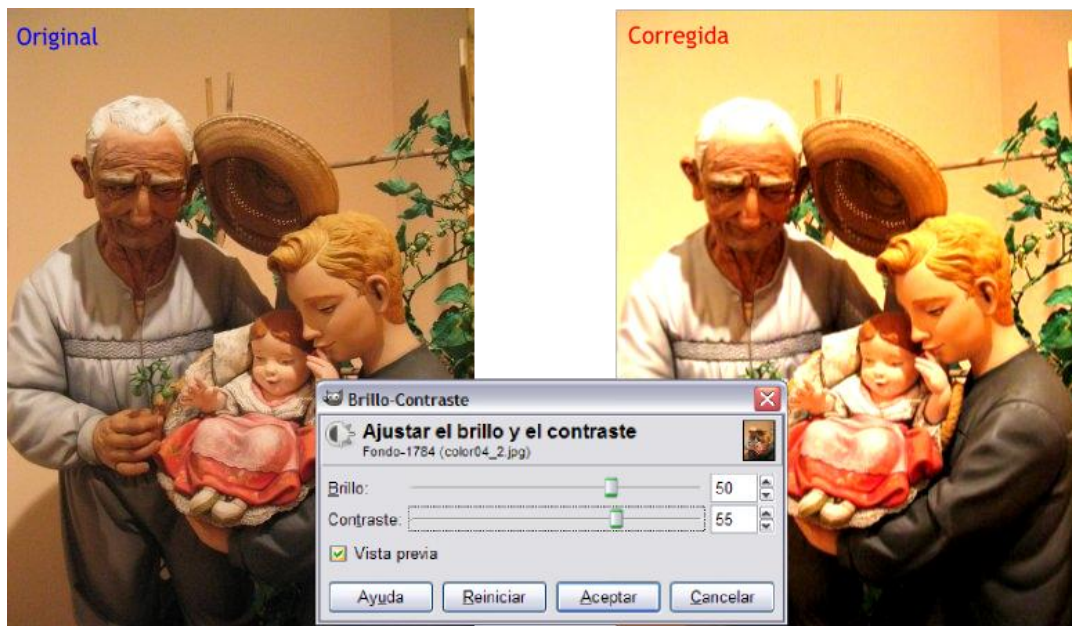 Original
Corregida
Brillo-Contraste
Ajustar el brillo y el contraste
Fondo-1784 (color04_2.jpg)
Brillo: 50
Contraste: 55
Vista previa
Ayuda Reiniciar Aceptar Cancelar